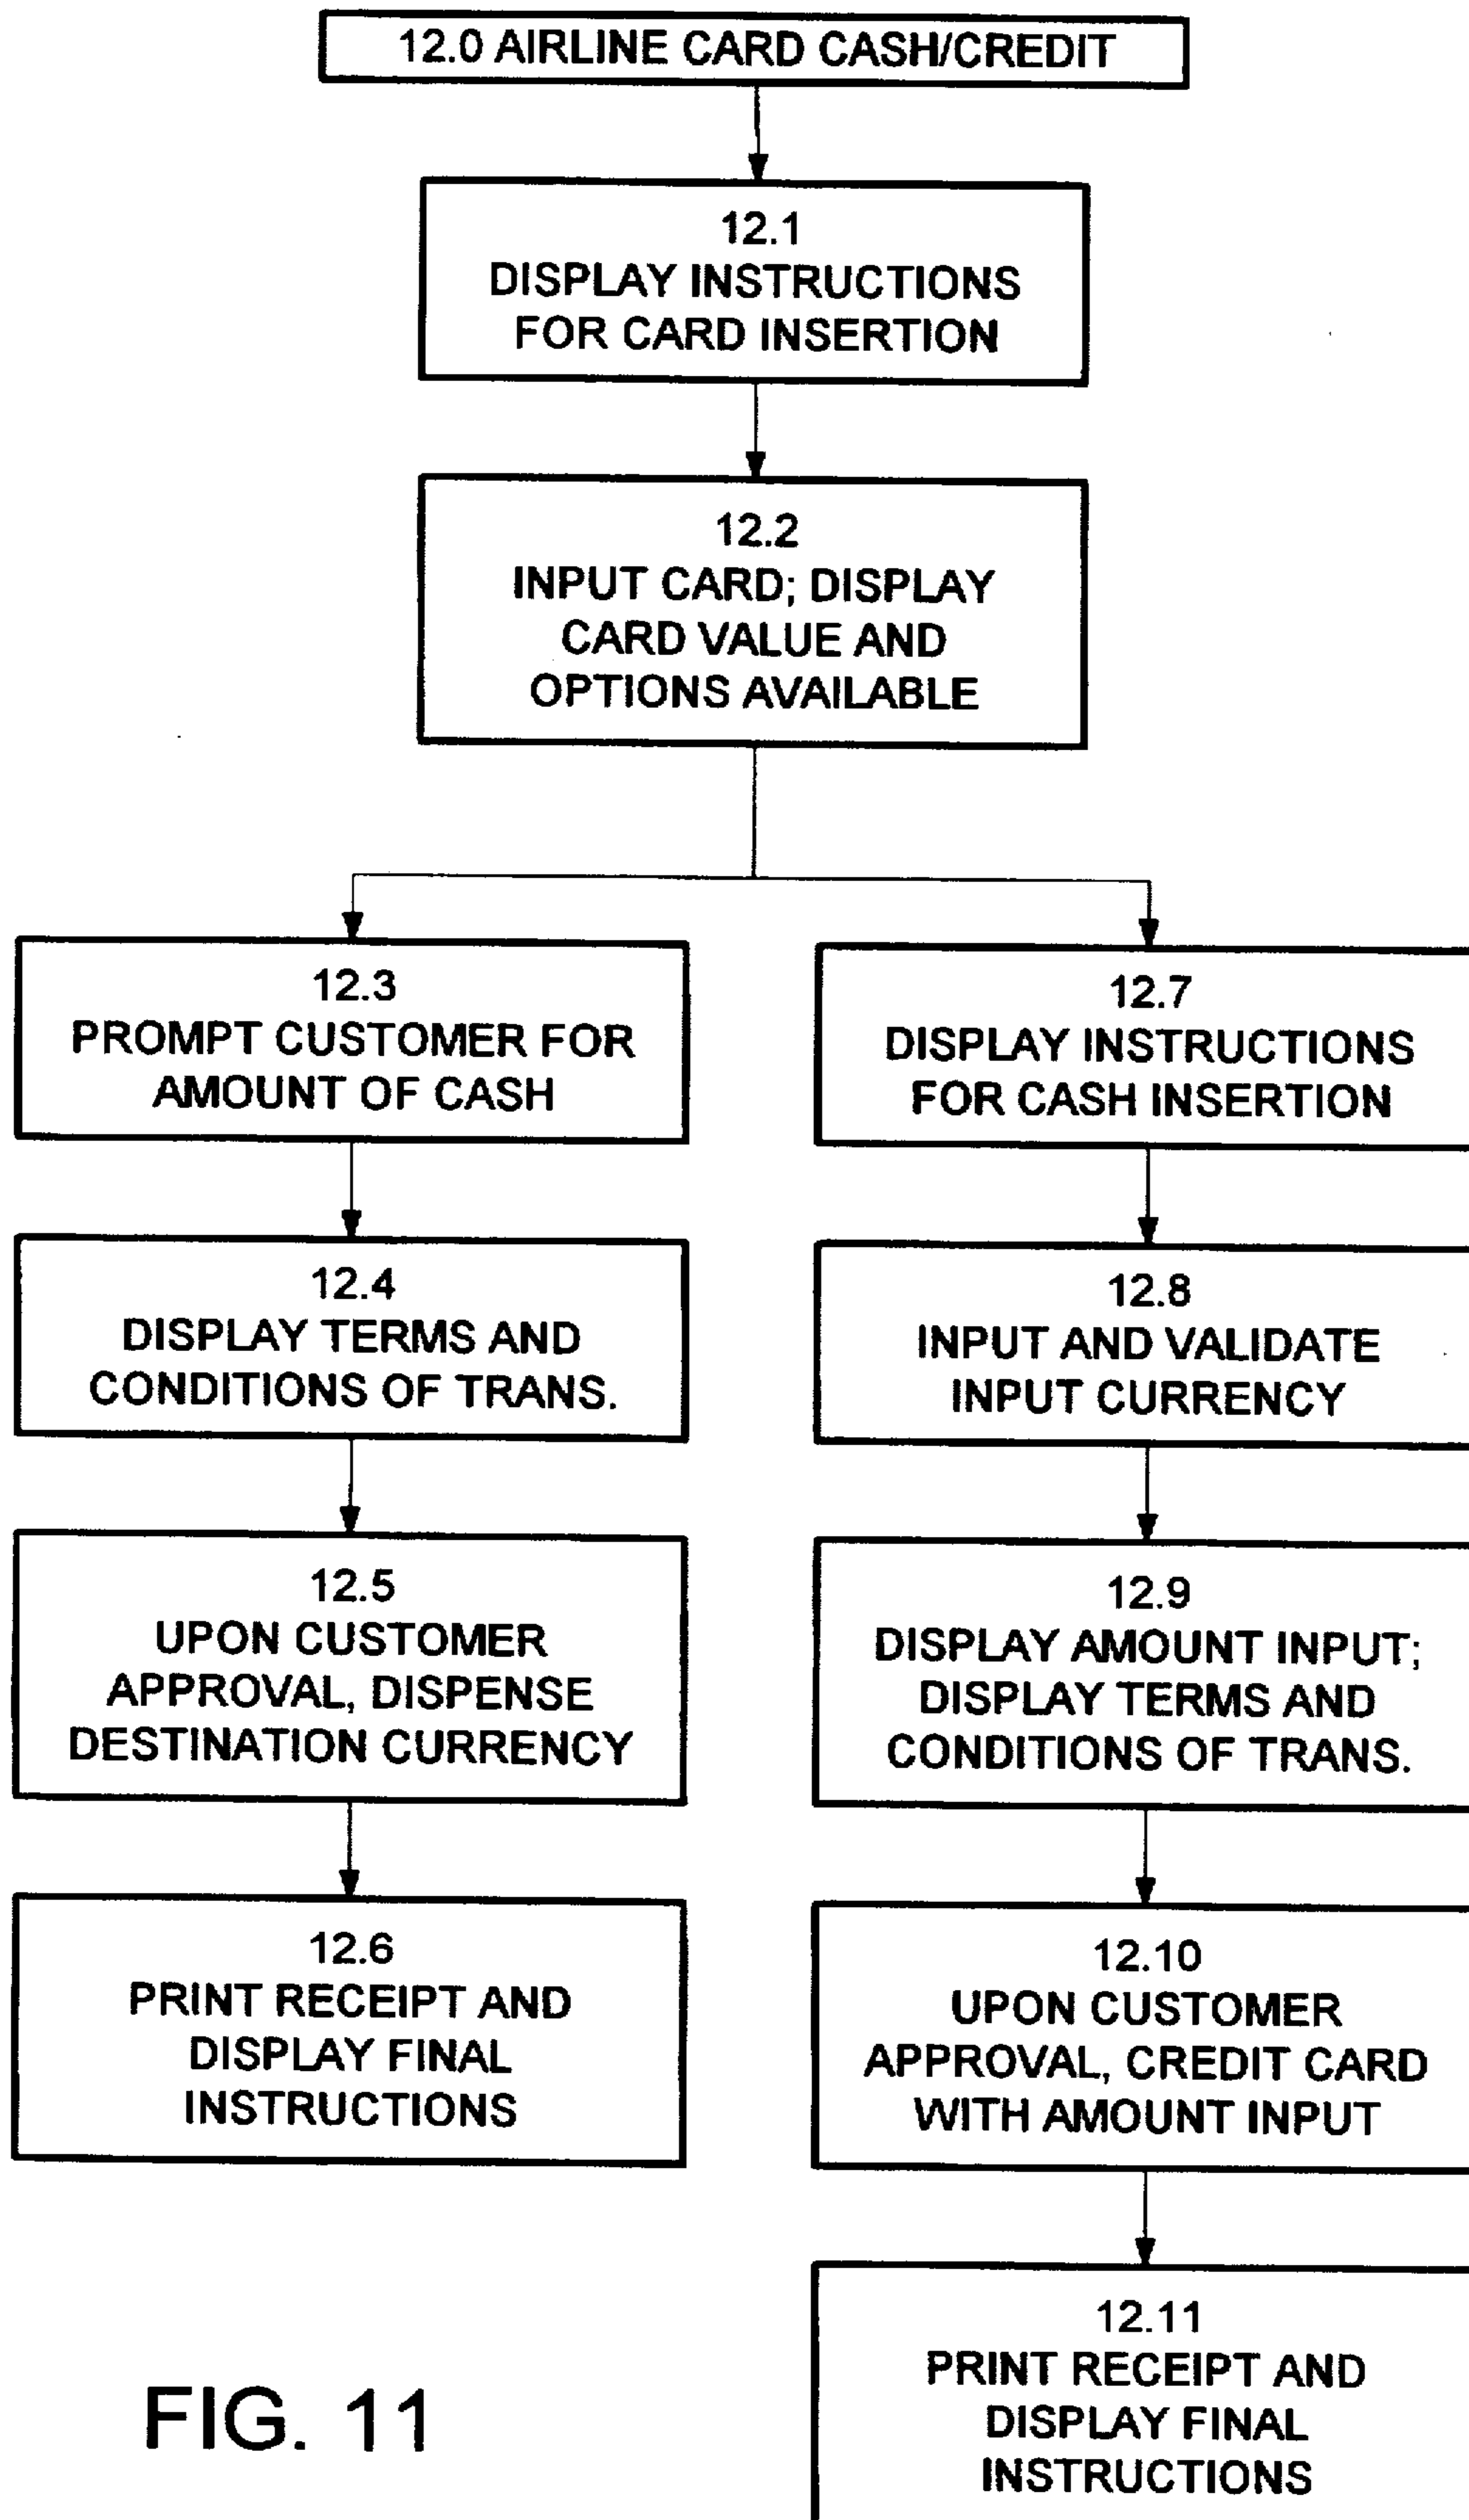 12.0 AIRLINE CARD CASH/CREDIT
12.1
DISPLAY INSTRUCTIONS
FOR CARD INSERTION
12.2
INPUT CARD; DISPLAY
CARD VALUE AND
OPTIONS AVAILABLE
12.3
PROMPT CUSTOMER FOR
AMOUNT OF CASH
12.4
DISPLAY TERMS AND
CONDITIONS OF TRANS.
12.5
UPON CUSTOMER
APPROVAL, DISPENSE
DESTINATION CURRENCY
12.6
PRINT RECEIPT AND
DISPLAY FINAL
INSTRUCTIONS
12.7
DISPLAY INSTRUCTIONS
FOR CASH INSERTION
12.8
INPUT AND VALIDATE
INPUT CURRENCY
12.9
DISPLAY AMOUNT INPUT;
DISPLAY TERMS AND
CONDITIONS OF TRANS.
12.10
UPON CUSTOMER
APPROVAL, CREDIT CARD
WITH AMOUNT INPUT
12.11
PRINT RECEIPT AND
DISPLAY FINAL
INSTRUCTIONS
FIG. 11